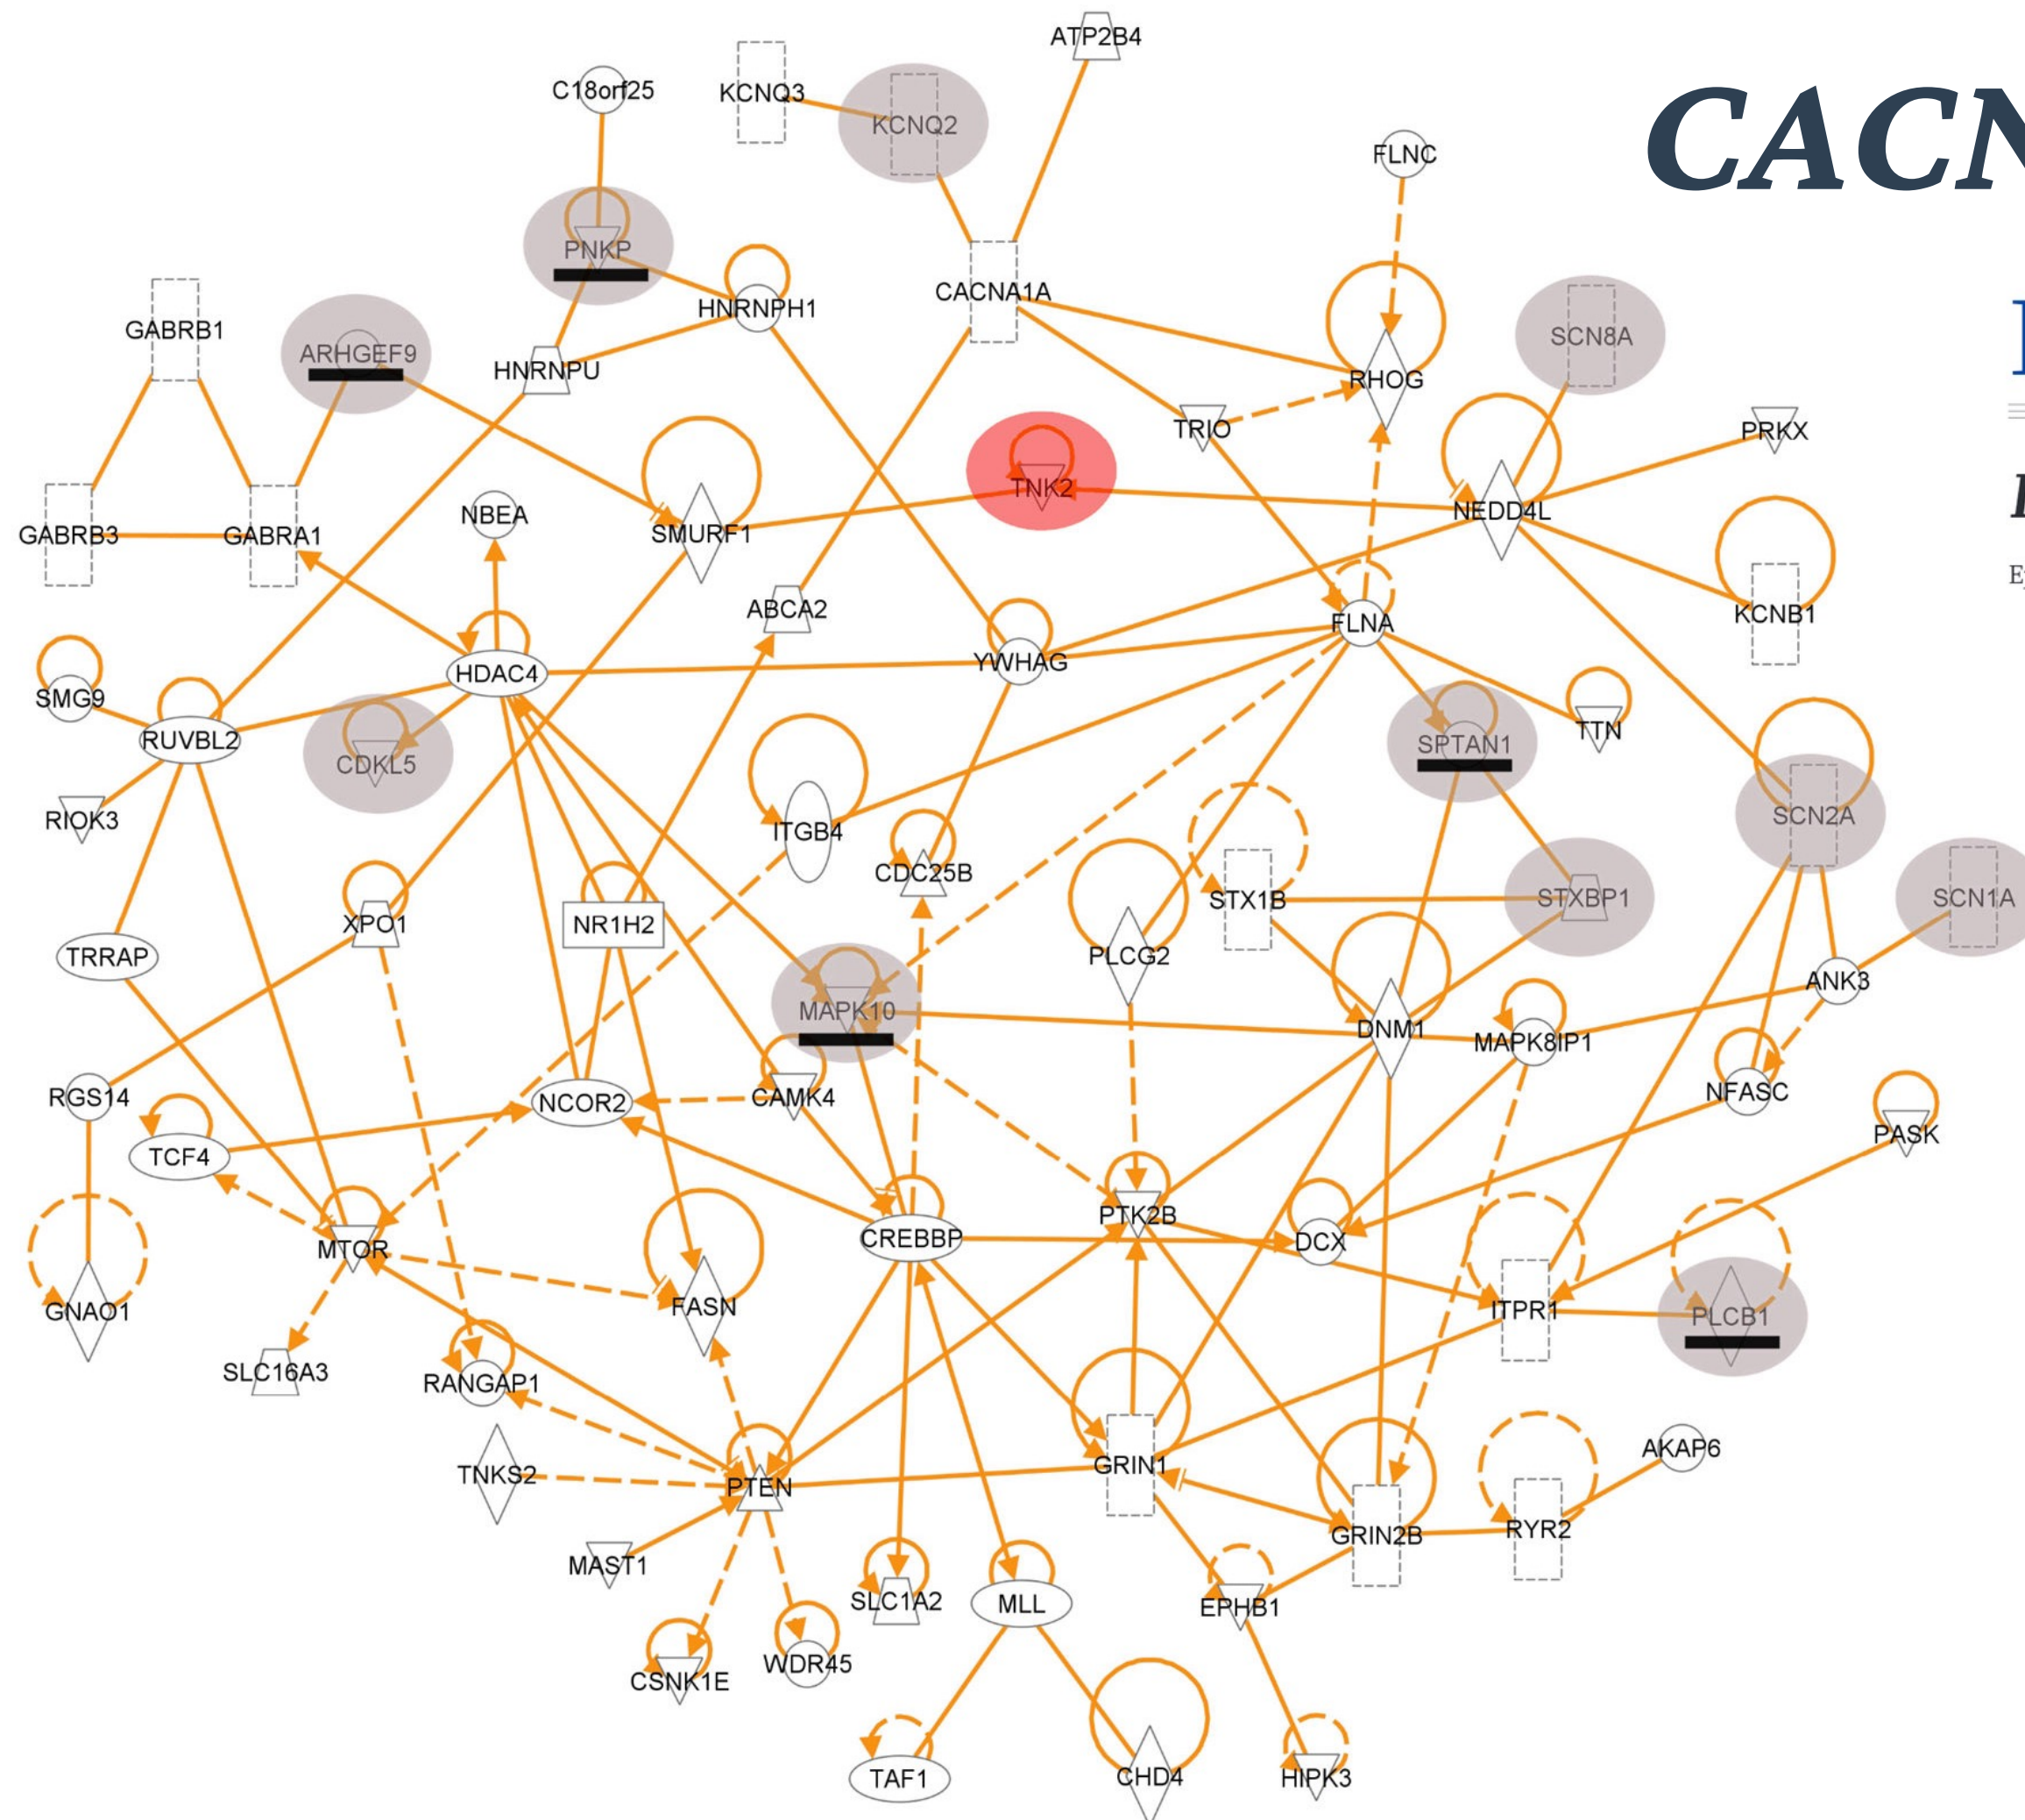 ATP2B4
C18orf25
KCNQ3
KCNQ2
CACN
FLNC
PNKP
CACNA1A
HNRNPH1
GABRB1
SCN8A
ARHGEF9
HNRNPU
RHOG
TRIO
PRKX
TNK2
NEDD4L
NBEA
GABRB3
GABRA1
SMURF1
ABCA2
KCNB1
FLNA
YWHAG
HDAC4
SMG9
RUVBL2
TTN
SPTAN1
CDKL5
SCN2A
RIOK3
ITGB4
CDC25B
STX1B
STXBP1
SCN1A
XPO1
NR1H2
TRRAP
PLCG2
ANK3
MAPK10
DNM1
MAPK8IP1
NFASC
RGS14
NCOR2
CAMK4
PASK
TCF4
PTK2B
CREBBP
DCX
MTOR
FASN
GNAO1
ITPR1
PLCB1
SLC16A3
RANGAP1
AKAP6
GRIN1
TNKS2
PTEN
RYR2
GRIN2B
MAST1
SLC1A2
MLL
EPHB1
WDR45
CSNK1E
TAF1
CHD4
HIPK3